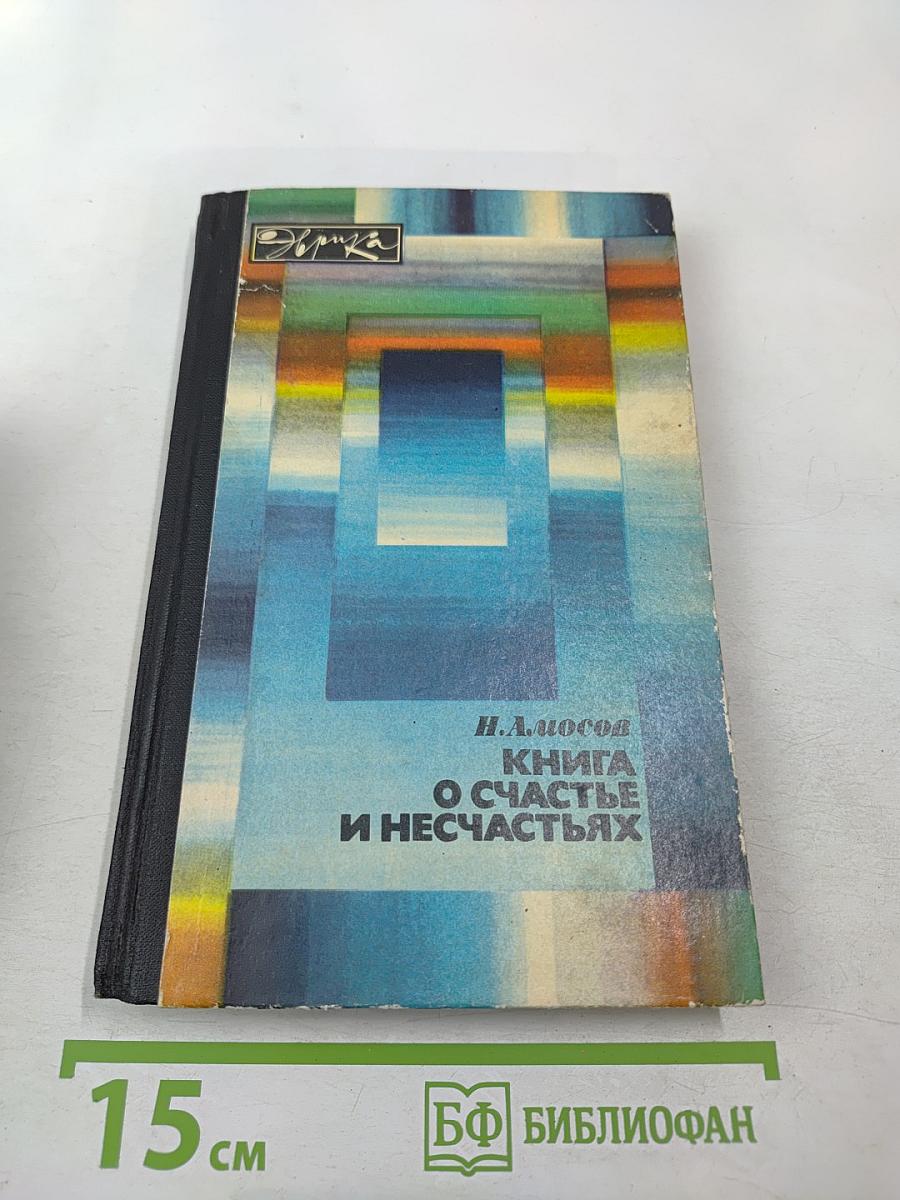 Эврика
Н.Амосов
КНИГА
О СЧАСТЬЕ
И НЕСЧАСТЬЯХ
15 см
БФ БИБЛИОФАН